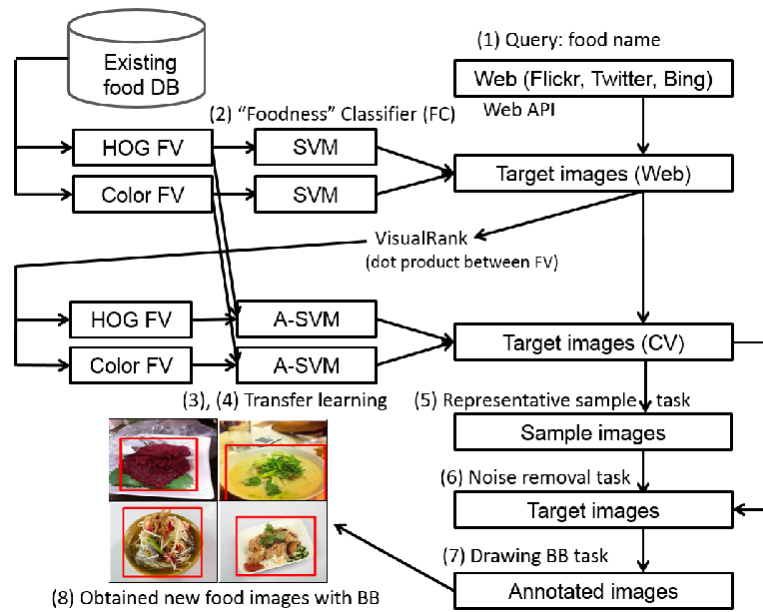 Existing
food DB
(1) Query: food name
Web (Flickr, Twitter, Bing)
Web API
(2) “Foodness” Classifier (FC)
HOG FV
SVM
Color FV
SVM
Target images (Web)
VisualRank
(dot product between FV)
HOG FV
A-SVM
Color FV
A-SVM
Target images (CV)
(3), (4) Transfer learning
(5) Representative sample task
Sample images
(6) Noise removal task
Target images
(7) Drawing BB task
Annotated images
(8) Obtained new food images with BB